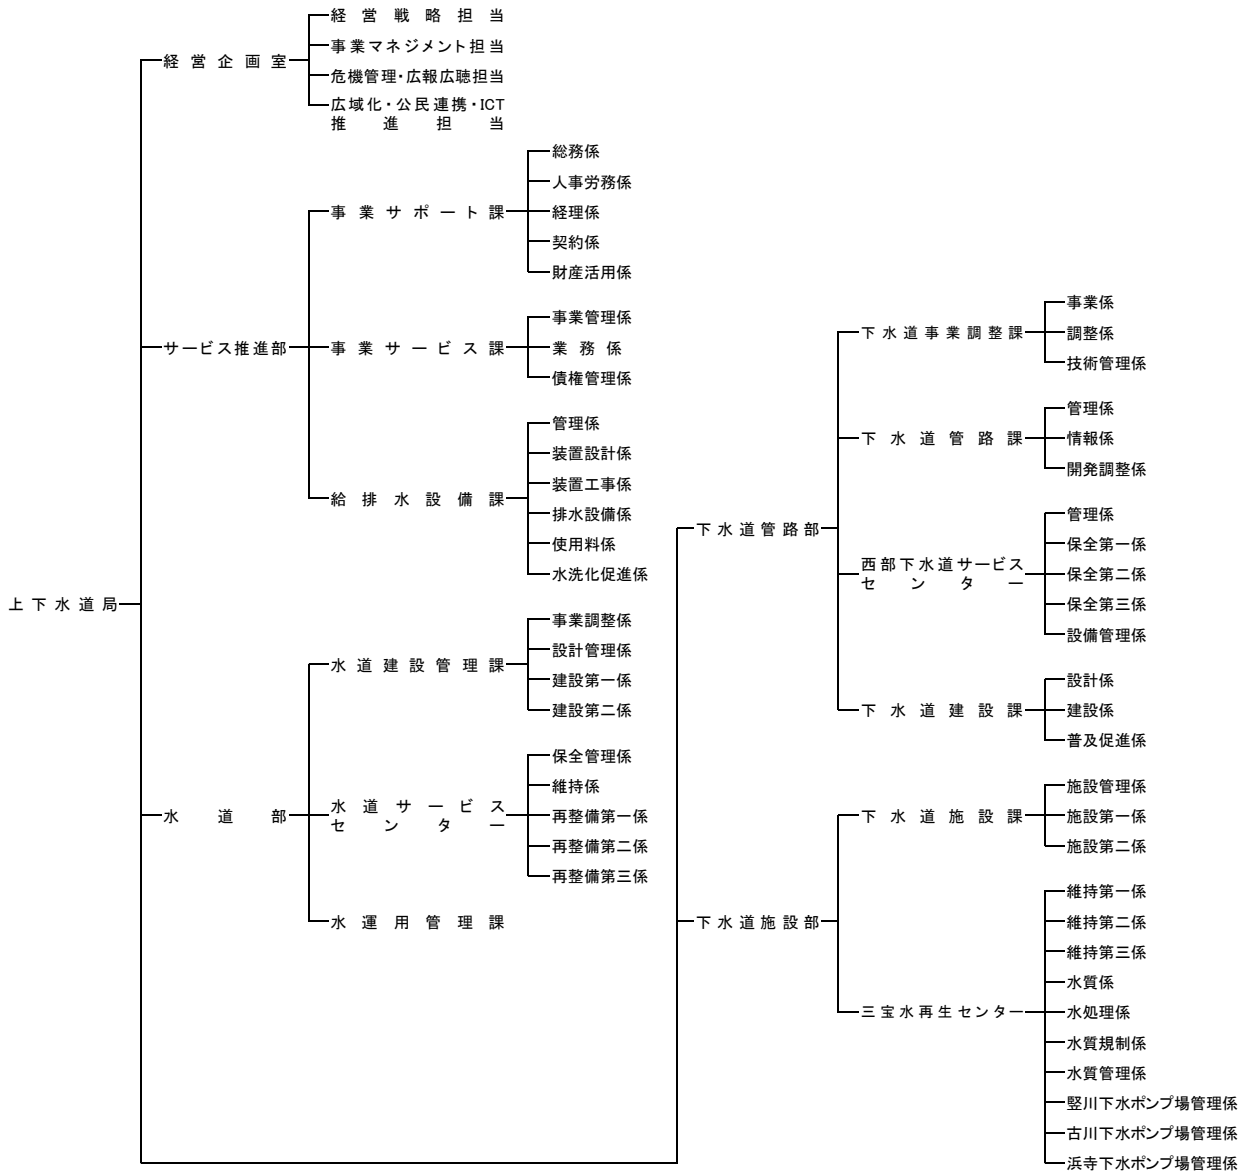 上下水道局
経営企画室
経営戦略担当
事業マネジメント担当
危機管理・広報広聴担当
広域化・公民連携・ICT
推進担当
サービス推進部
事業サポート課
総務係
人事労務係
経理係
契約係
財産活用係
事業サービス課
事業管理係
業務係
債権管理係
給排水設備課
管理係
装置設計係
装置工事係
排水設備係
使用料係
水洗化促進係
水道部
水道建設管理課
事業調整係
設計管理係
建設第一係
建設第二係
水道サービス
センター
保全管理係
維持係
再整備第一係
再整備第二係
再整備第三係
水運用管理課
下水道管路部
下水道事業調整課
事業係
調整係
技術管理係
下水道管路課
管理係
情報係
開発調整係
西部下水道サービス
センター
管理係
保全第一係
保全第二係
保全第三係
設備管理係
下水道建設課
設計係
建設係
普及促進係
下水道施設部
下水道施設課
施設管理係
施設第一係
施設第二係
三宝水再生センター
維持第一係
維持第二係
維持第三係
水質係
水処理係
水質規制係
水質管理係
竪川下水ポンプ場管理係
古川下水ポンプ場管理係
浜寺下水ポンプ場管理係